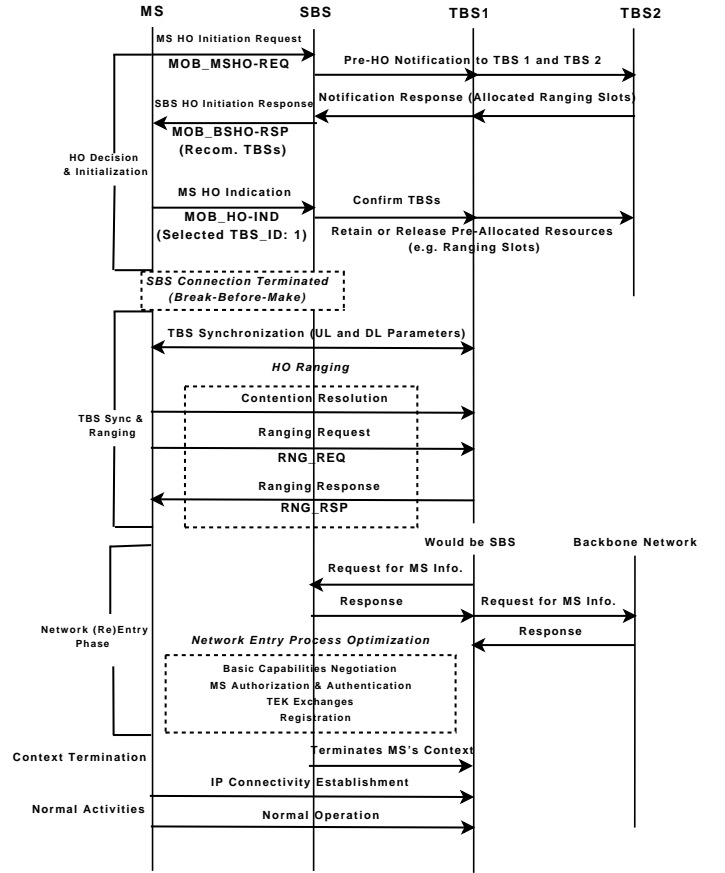 MS SBS TBS1 TBS2
MS HO Initiation Request
MOB_MSHO-REQ
Pre-HO Notification to TBS 1 and TBS 2
SBS HO Initiation Response
Notification Response (Allocated Ranging Slots)
MOB_BSHO-RSP
(Recom. TBSs)
HO Decision
& Initialization
MS HO Indication
Confirm TBSs
MOB_HO-IND
(Selected TBS_ID: 1)
Retain or Release Pre-Allocated Resources
(e.g. Ranging Slots)
SBS Connection Terminated
(Break-Before-Make)
TBS Synchronization (UL and DL Parameters)
HO Ranging
Contention Resolution
TBS Sync &
Ranging
Ranging Request
RNG_REQ
Ranging Response
RNG_RSP
Would be SBS
Backbone Network
Request for MS Info.
Response
Request for MS Info.
Network (Re)Entry
Phase
Network Entry Process Optimization
Response
Basic Capabilities Negotiation
MS Authorization & Authentication
TEK Exchanges
Registration
Context Termination
Terminates MS's Context
IP Connectivity Establishment
Normal Activities
Normal Operation